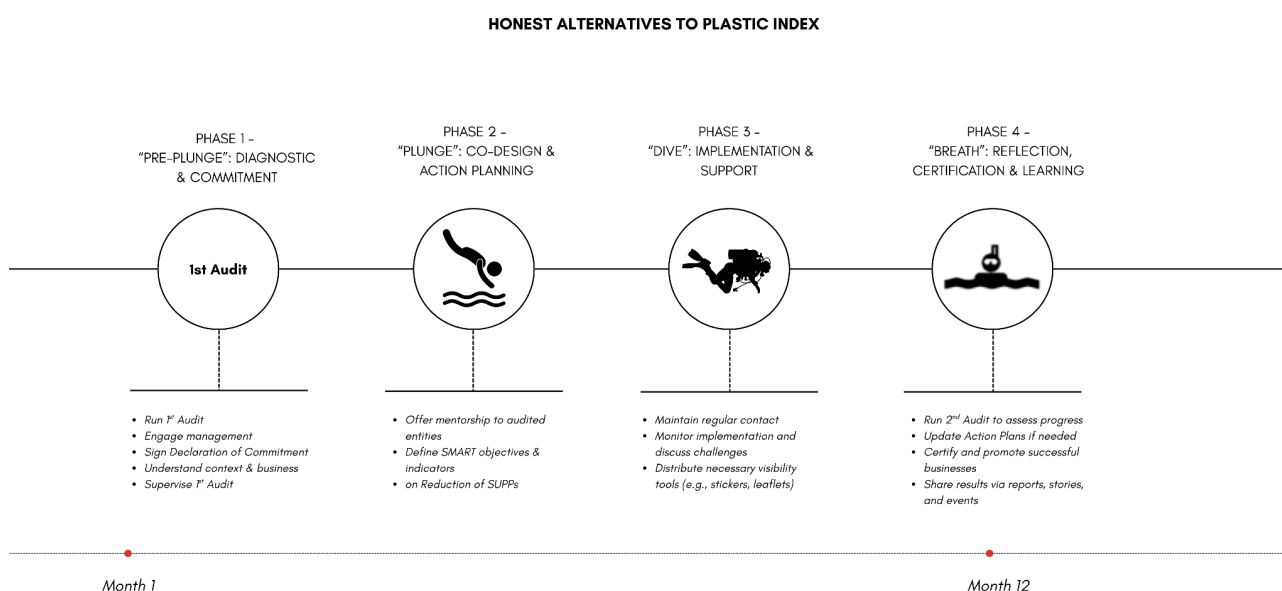 HONEST ALTERNATIVES TO PLASTIC INDEX
PHASE 1 -
“PRE-PLUNGE”: DIAGNOSTIC
& COMMITMENT
1st Audit
• Run 1st Audit
• Engage management
• Sign Declaration of Commitment
• Understand context & business
• Supervise 1st Audit
PHASE 2 -
“PLUNGE”: CO-DESIGN &
ACTION PLANNING
• Offer mentorship to audited
entities
• Define SMART objectives &
indicators
• on Reduction of SUPPs
PHASE 3 -
“DIVE”: IMPLEMENTATION &
SUPPORT
• Maintain regular contact
• Monitor implementation and
discuss challenges
• Distribute necessary visibility
tools (e.g., stickers, leaflets)
PHASE 4 -
“BREATH”: REFLECTION,
CERTIFICATION & LEARNING
• Run 2nd Audit to assess progress
• Update Action Plans if needed
• Certify and promote successful
businesses
• Share results via reports, stories,
and events
Month 1
Month 12